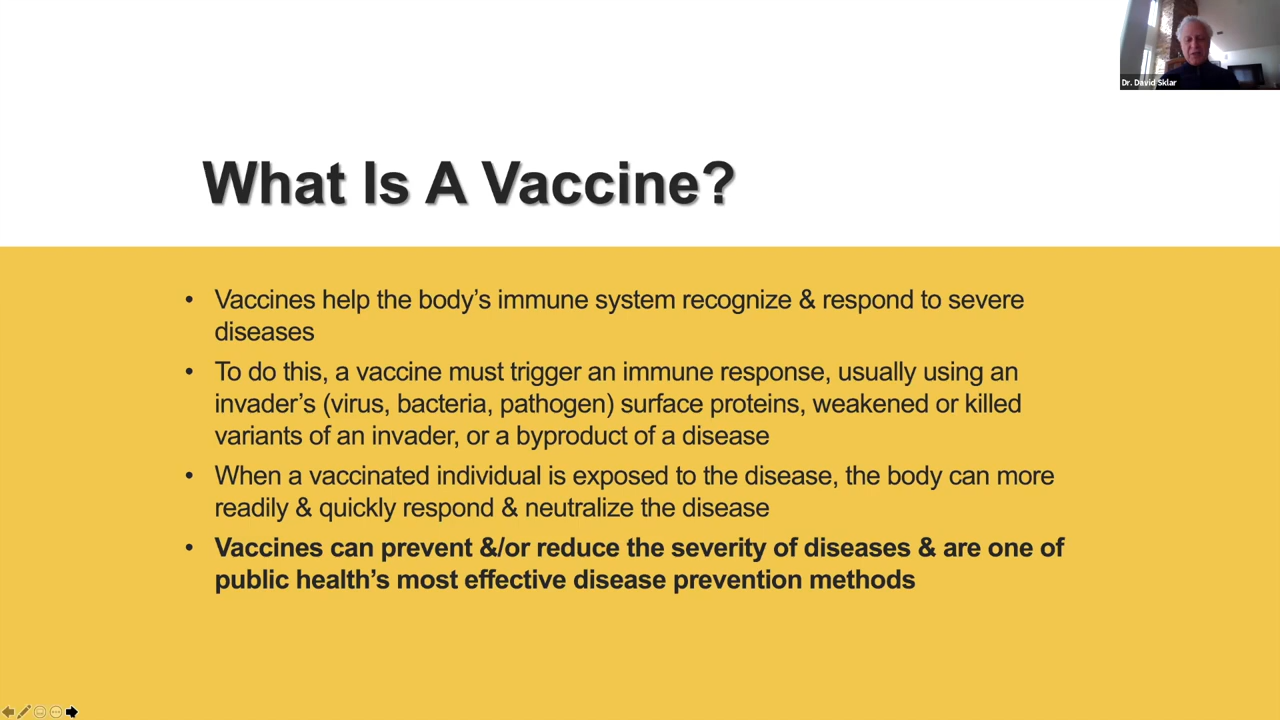 Dr. David Sklar
What Is A Vaccine?
• Vaccines help the body’s immune system recognize & respond to severe
diseases
• To do this, a vaccine must trigger an immune response, usually using an
invader’s (virus, bacteria, pathogen) surface proteins, weakened or killed
variants of an invader, or a byproduct of a disease
• When a vaccinated individual is exposed to the disease, the body can more
readily & quickly respond & neutralize the disease
• Vaccines can prevent &/or reduce the severity of diseases & are one of
public health’s most effective disease prevention methods